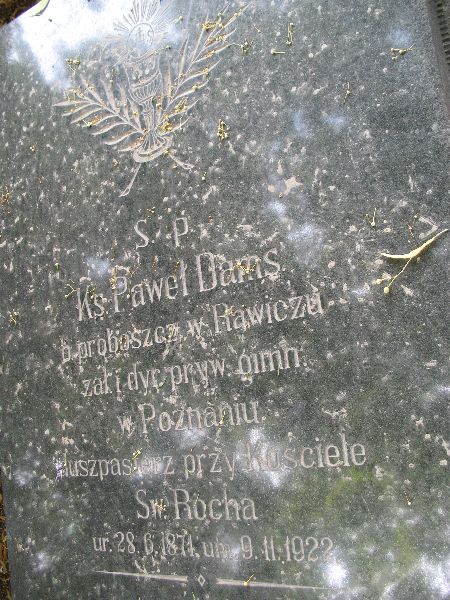 Ś. P.
Ks. Paweł Dams
b. proboszcz w Rawiczu
zał. i dyr. pryw. gimn.
w Poznaniu.
duszpasterz przy Kościele
Św. Rocha
ur. 28.6.1871, um. 9.11.1922